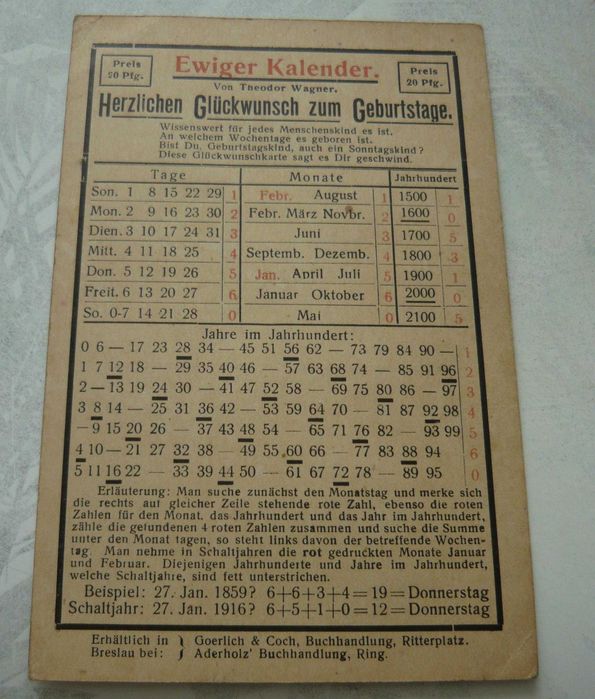 Preis
20 Pfg.
Ewiger Kalender.
Preis
20 Pfg.
Von Theodor Wagner.
Herzlichen Glückwunsch zum Geburtstage.
Wissenswert für jedes Menschenskind es ist,
An welchem Wochentage es geboren ist.
Bist Du, Geburtstagskind, auch ein Sonntagskind?
Diese Glückwunschkarte sagt es Dir geschwind.
Tage Monate Jahrhundert
Son. 1 8 15 22 29 1 Febr. August 1 1500 1
Mon. 2 9 16 23 30 2 Febr. März Novbr. 2 1600 0
Dien. 3 10 17 24 31 3 Juni 3 1700 5
Mitt. 4 11 18 25 4 Septemb. Dezemb. 4 1800 3
Don. 5 12 19 26 5 Jan. April Juli 5 1900 1
Freit. 6 13 20 27 6 Januar Oktober 6 2000 0
So. 0-7 14 21 28 0 Mai 0 2100 5
Jahre im Jahrhundert:
0 6 — 17 23 28 34 — 45 51 56 62 — 73 79 84 90 — 1
1 7 12 18 — 29 35 40 46 — 57 63 68 74 — 85 91 96 2
2 — 13 19 24 30 — 41 47 52 58 — 69 75 80 86 — 97 3
3 8 14 — 25 31 36 42 — 53 59 64 70 — 81 87 92 98 4
— 9 15 20 26 — 37 43 48 54 — 65 71 76 82 — 93 99 5
4 10 — 21 27 32 38 — 49 55 60 66 — 77 83 88 94 6
5 11 16 22 — 33 39 44 50 — 61 67 72 78 — 89 95 0
Erläuterung: Man suche zunächst den Monatstag und merke sich
die rechts auf gleicher Zeile stehende rote Zahl, ebenso die roten
Zahlen für den Monat, das Jahrhundert und das Jahr im Jahrhundert,
zähle die gefundenen 4 roten Zahlen zusammen und suche die Summe
unter den Monat tagen, so steht links davon der betreffende Wochen-
tag. Man nehme in Schaltjahren die rot gedruckten Monate Januar
und Februar. Diejenigen Jahrhunderte und Jahre im Jahrhundert,
welche Schaltjahre, sind fett unterstrichen.
Beispiel: 27. Jan. 1859? 6+6+3+4=19=Donnerstag
Schaltjahr: 27. Jan. 1916? 6+5+1+0=12=Donnerstag
Erhältlich in } Goerlich & Coch, Buchhandlung, Ritterplatz.
Breslau bei: } Aderholz' Buchhandlung, Ring.